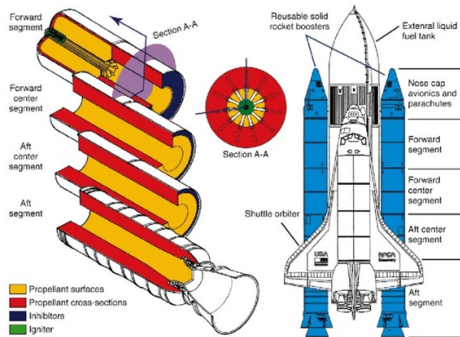 Forward
segment
Section A-A
Forward
center
segment
Aft
center
segment
Aft
segment
Section A-A
Propellant surfaces
Propellant cross-sections
Inhibitors
Igniter
Reusable solid
rocket boosters
Extenral liquid
fuel tank
Nose cap
avionics and
parachutes
Forward
segment
Forward
center
segment
Aft center
segment
Aft
segment
Shuttle orbiter
USA